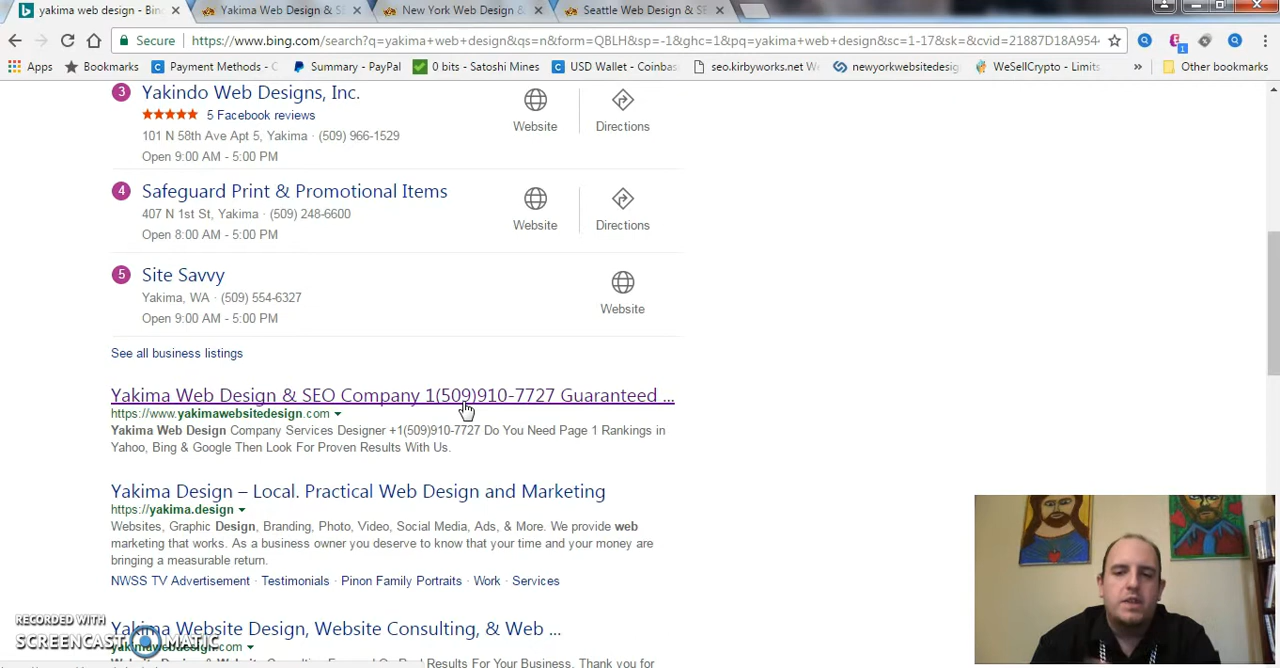 yakima web design - Bin
Yakima Web Design & SE
New York Web Design &
Seattle Web Design & SE
Secure
https://www.bing.com/search?q=yakima+web+design&qs=n&form=QBLH&sp=-1&ghc=1&pq=yakima+web+design&sc=1-17&sk=&cvid=21887D18A954
1
Apps
Bookmarks
Payment Methods - C
Summary - PayPal
0 bits - Satoshi Mines
USD Wallet - Coinbas
seo.kirbyworks.net W
newyorkwebsitedesig
WeSellCrypto - Limits
»
Other bookmarks
3
Yakindo Web Designs, Inc.
5 Facebook reviews
101 N 58th Ave Apt 5, Yakima · (509) 966-1529
Open 9:00 AM - 5:00 PM
Website
Directions
4
Safeguard Print & Promotional Items
407 N 1st St, Yakima · (509) 248-6600
Open 8:00 AM - 5:00 PM
Website
Directions
5
Site Savvy
Yakima, WA · (509) 554-6327
Open 9:00 AM - 5:00 PM
Website
See all business listings
Yakima Web Design & SEO Company 1(509)910-7727 Guaranteed ...
https://www.yakimawebsitedesign.com
Yakima Web Design Company Services Designer +1(509)910-7727 Do You Need Page 1 Rankings in
Yahoo, Bing & Google Then Look For Proven Results With Us.
Yakima Design – Local. Practical Web Design and Marketing
https://yakima.design
Websites, Graphic Design, Branding, Photo, Video, Social Media, Ads, & More. We provide web
marketing that works. As a business owner you deserve to know that your time and your money are
bringing a measurable return.
NWSS TV Advertisement · Testimonials · Pinon Family Portraits · Work · Services
Yakima Website Design, Website Consulting, & Web ...
yakimawebsite.com
Results For Your Business. Thank you for
RECORDED WITH
SCREENCAST MATIC